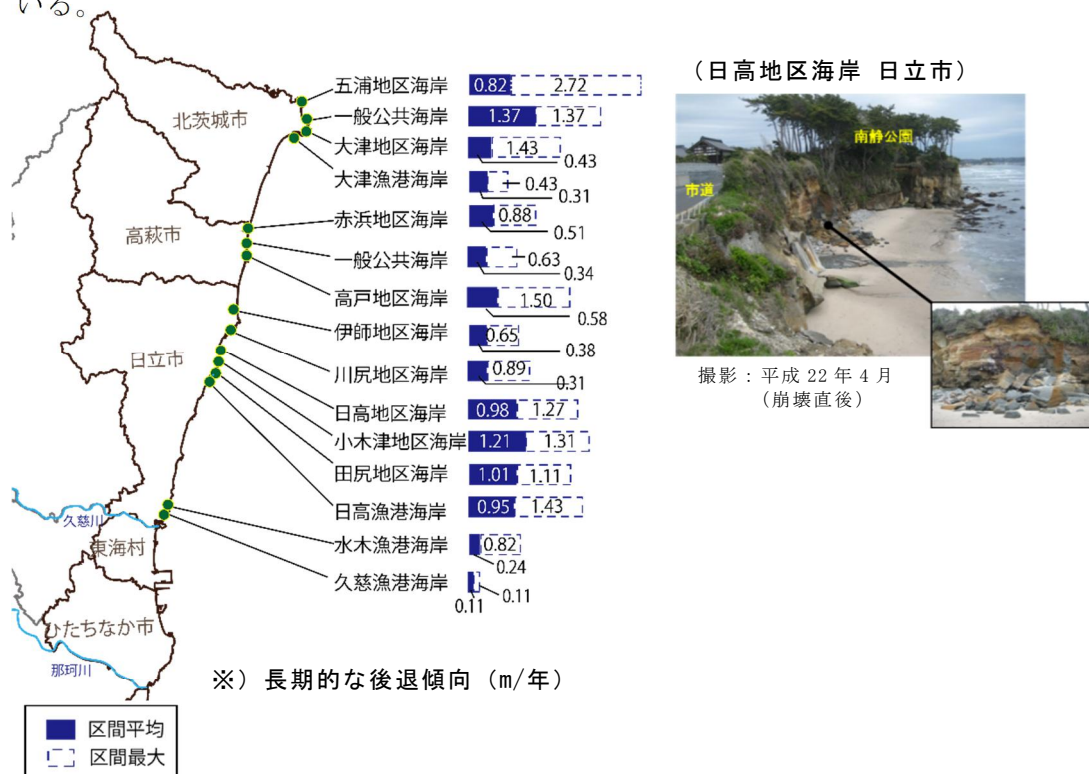 いる。
北茨城市
高萩市
日立市
久慈川
東海村
ひたちなか市
那珂川
五浦地区海岸 0.82 2.72
一般公共海岸 1.37 1.37
大津地区海岸 1.43 0.43
大津漁港海岸 0.43 0.31
赤浜地区海岸 0.88 0.51
一般公共海岸 0.63 0.34
高戸地区海岸 1.50 0.58
伊師地区海岸 0.65 0.38
川尻地区海岸 0.89 0.31
日高地区海岸 0.98 1.27
小木津地区海岸 1.21 1.31
田尻地区海岸 1.01 1.11
日高漁港海岸 0.95 1.43
水木漁港海岸 0.82 0.24
久慈漁港海岸 0.11 0.11
※）長期的な後退傾向（m/年）
区間平均
区間最大
（日高地区海岸 日立市）
南静公園
市道
撮影：平成 22 年 4 月
（崩壊直後）